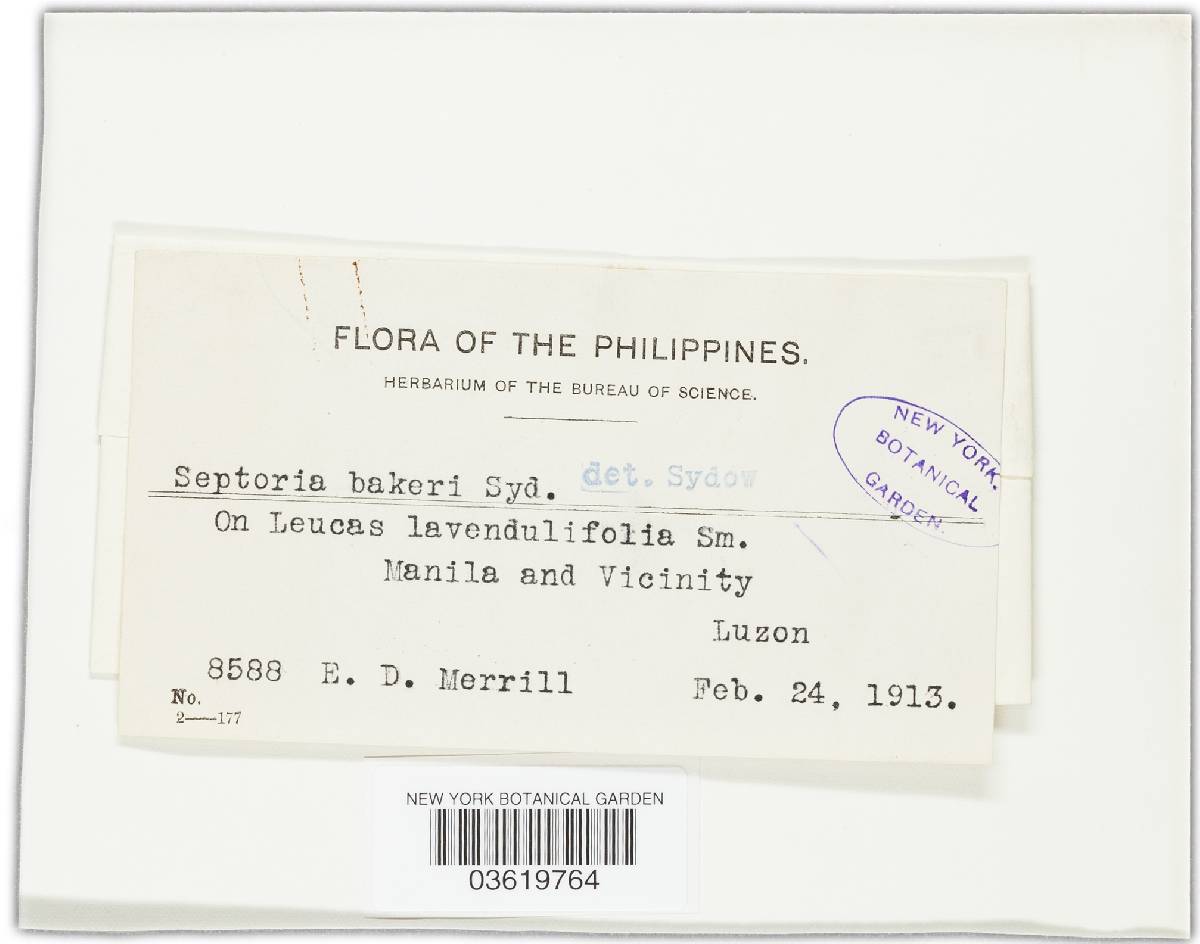 FLORA OF THE PHILIPPINES.
HERBARIUM OF THE BUREAU OF SCIENCE.
NEW YORK
BOTANICAL
GARDEN.
Septoria bakeri Syd. det. Sydow
On Leucas lavendulifolia Sm.
Manila and Vicinity
Luzon
8588 E. D. Merrill Feb. 24, 1913.
No.
2—177
NEW YORK BOTANICAL GARDEN
03619764